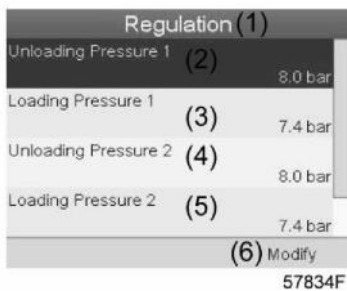 Regulation (1)
Unloading Pressure 1
(2)
8.0 bar
Loading Pressure 1
(3)
7.4 bar
Unloading Pressure 2
(4)
8.0 bar
Loading Pressure 2
(5)
7.4 bar
(6) Modify
57834F